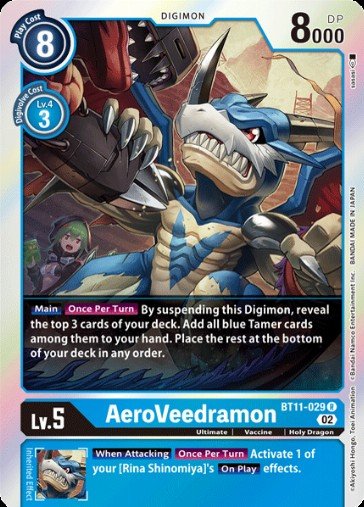 Play Cost
8
DIGIMON
DP
8000
Digivolve Cost
Lv.4
3
sasasi
Main Once Per Turn By suspending this Digimon, reveal
the top 3 cards of your deck. Add all blue Tamer cards
among them to your hand. Place the rest at the bottom
of your deck in any order.
©Akiyoshi Hongo, Toei Animation ©Bandai Namco Entertainment Inc. BANDAI MADE IN JAPAN
Lv.5
AeroVeedramon
BT11-029 R
02
Ultimate | Vaccine | Holy Dragon
Inherited Effect
When Attacking Once Per Turn Activate 1 of
your [Rina Shinomiya]'s On Play effects.